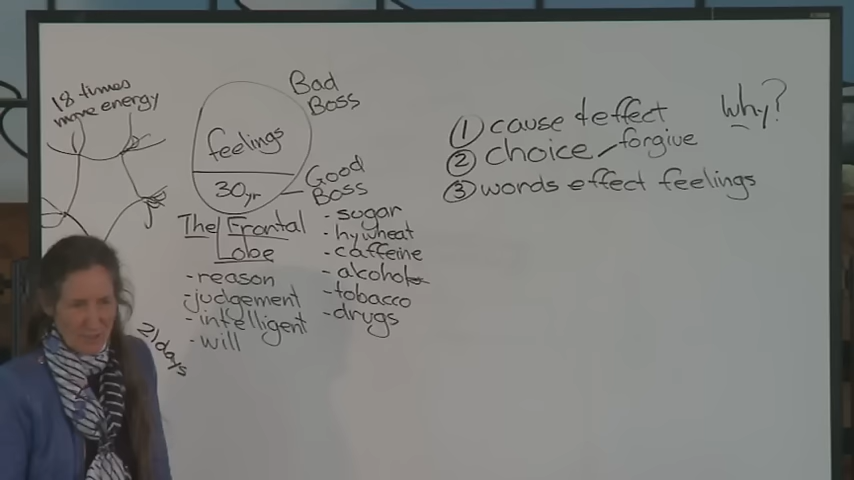 18 times
more energy
Bad
Boss
feelings
30yr
Good
Boss
The Frontal
Lobe
- reason
- judgement
- intelligent
- will
21 days
- sugar
- hy wheat
- caffeine
- alcohol
- tobacco
- drugs
① cause & effect
② choice - forgive
③ words effect feelings
Why?